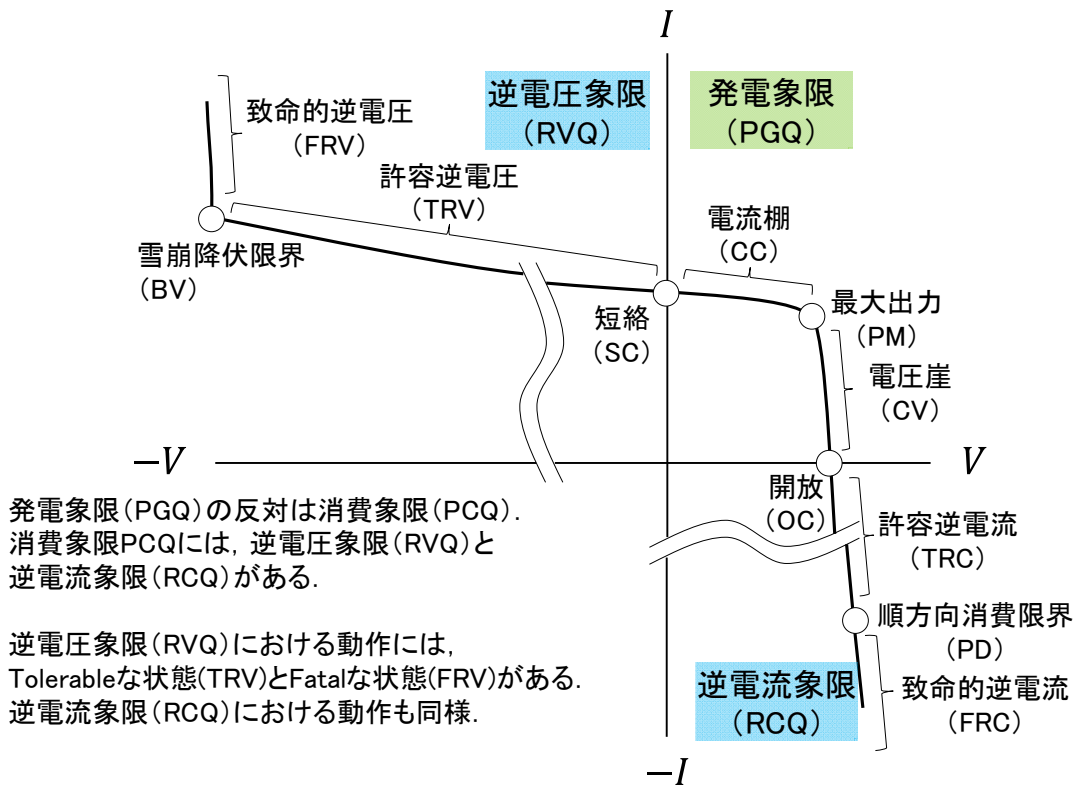 I
逆電圧象限
（RVQ）
発電象限
（PGQ）
致命的逆電圧
（FRV）
許容逆電圧
（TRV）
電流棚
（CC）
雪崩降伏限界
（BV）
短絡
（SC）
最大出力
（PM）
電圧崖
（CV）
−V
V
開放
（OC）
許容逆電流
（TRC）
発電象限（PGQ）の反対は消費象限（PCQ）．
消費象限PCQには，逆電圧象限（RVQ）と
逆電流象限（RCQ）がある．
順方向消費限界
（PD）
逆電圧象限（RVQ）における動作には，
Tolerableな状態(TRV)とFatalな状態(FRV)がある．
逆電流象限（RCQ）における動作も同様．
逆電流象限
（RCQ）
致命的逆電流
（FRC）
−I